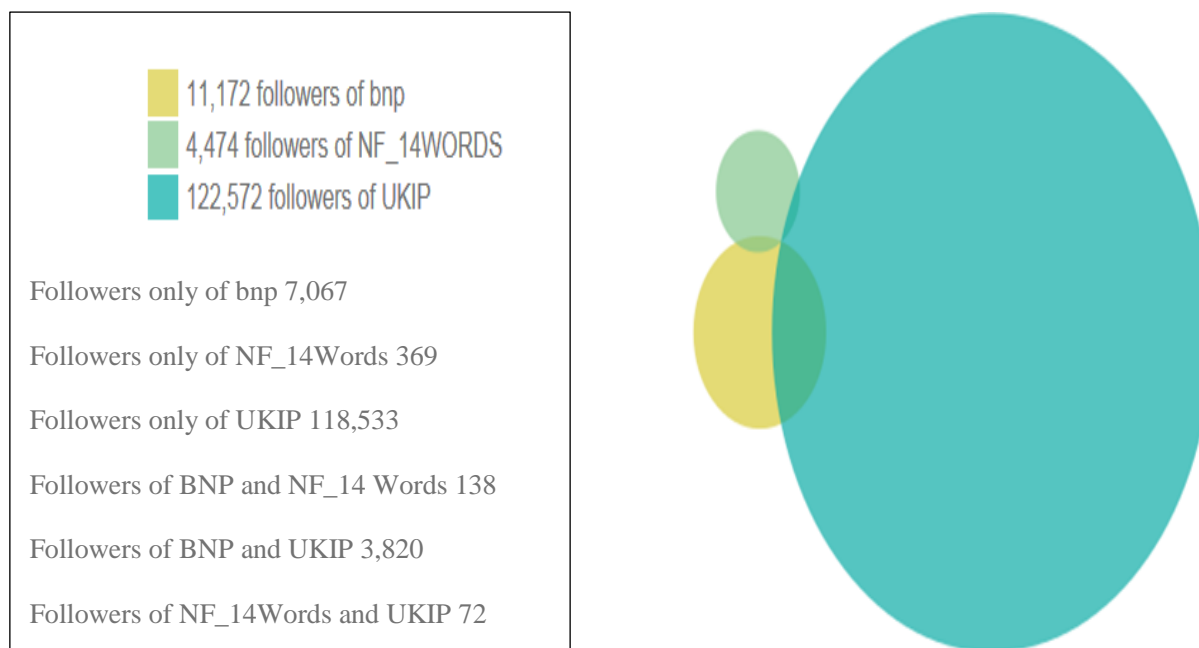 11,172 followers of bnp
4,474 followers of NF_14WORDS
122,572 followers of UKIP
Followers only of bnp 7,067
Followers only of NF_14Words 369
Followers only of UKIP 118,533
Followers of BNP and NF_14 Words 138
Followers of BNP and UKIP 3,820
Followers of NF_14Words and UKIP 72